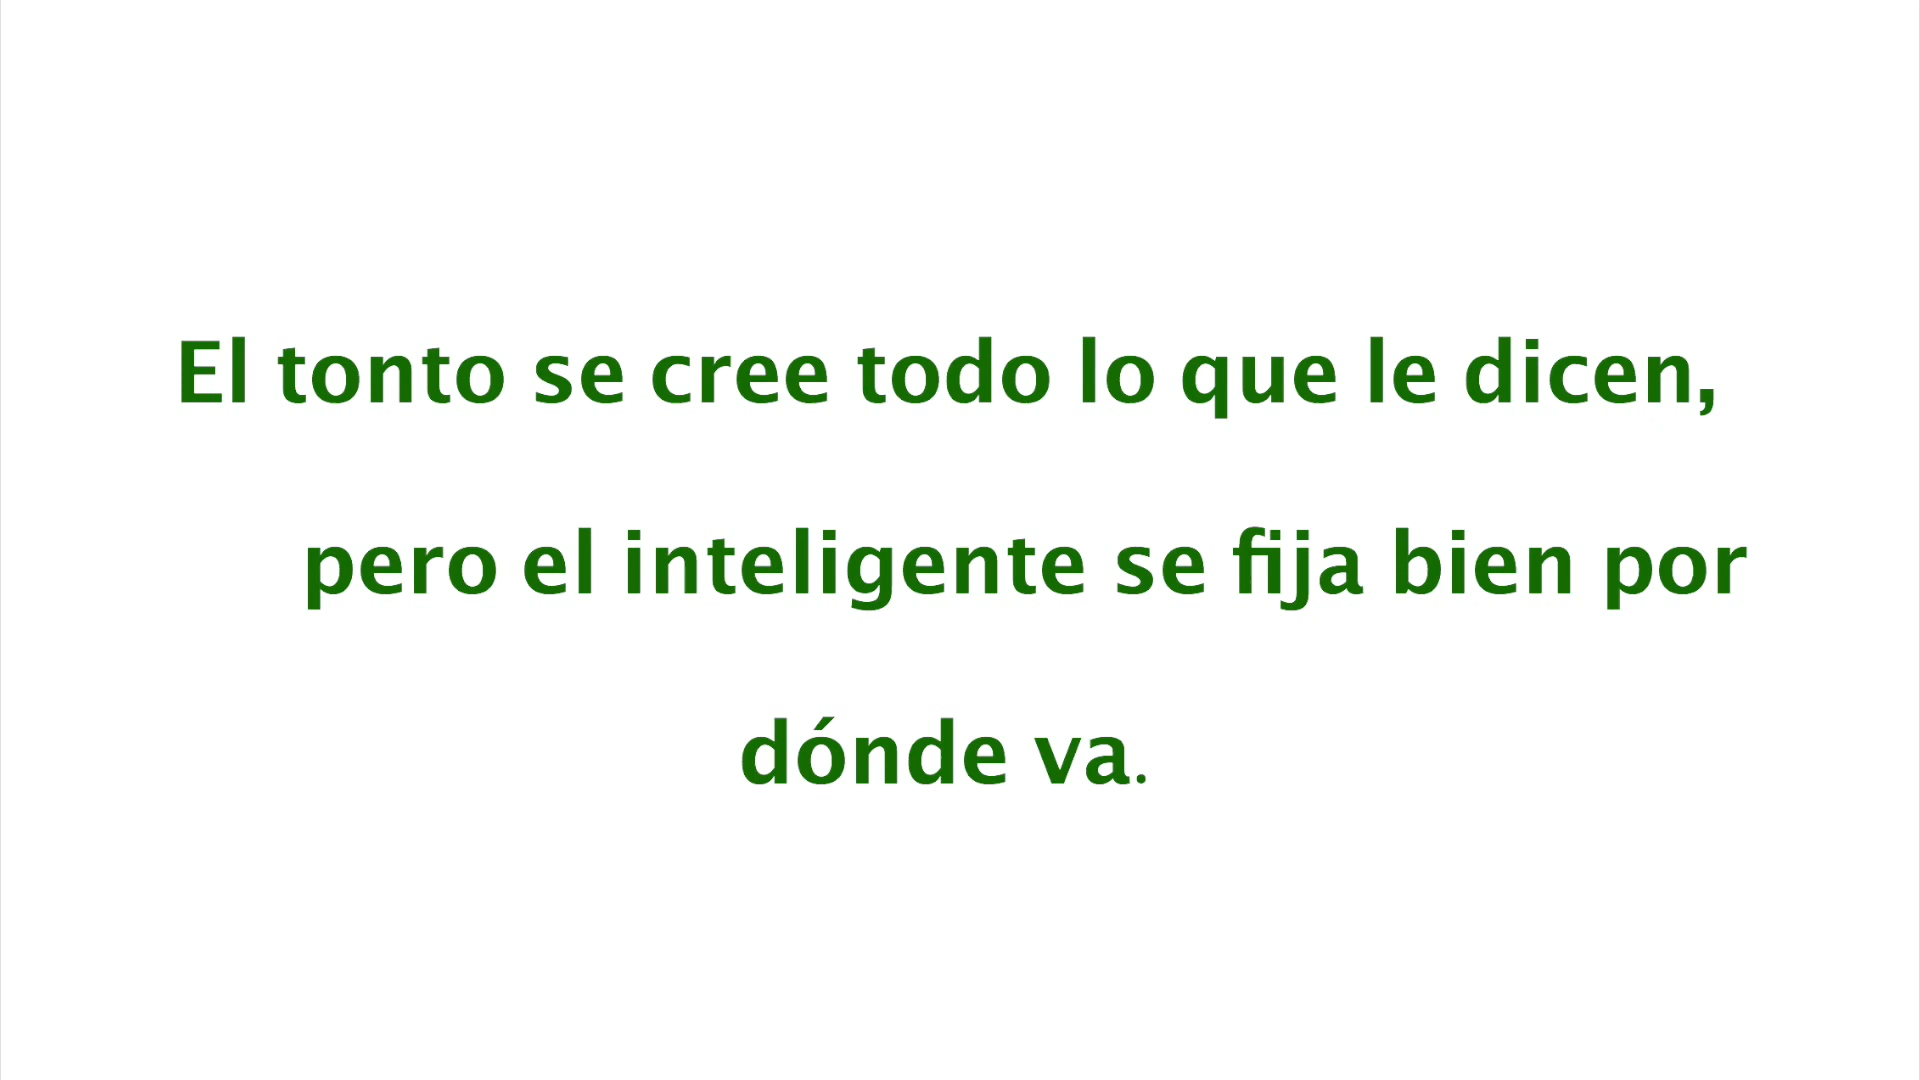 El tonto se cree todo lo que le dicen,
pero el inteligente se fija bien por
dónde va.